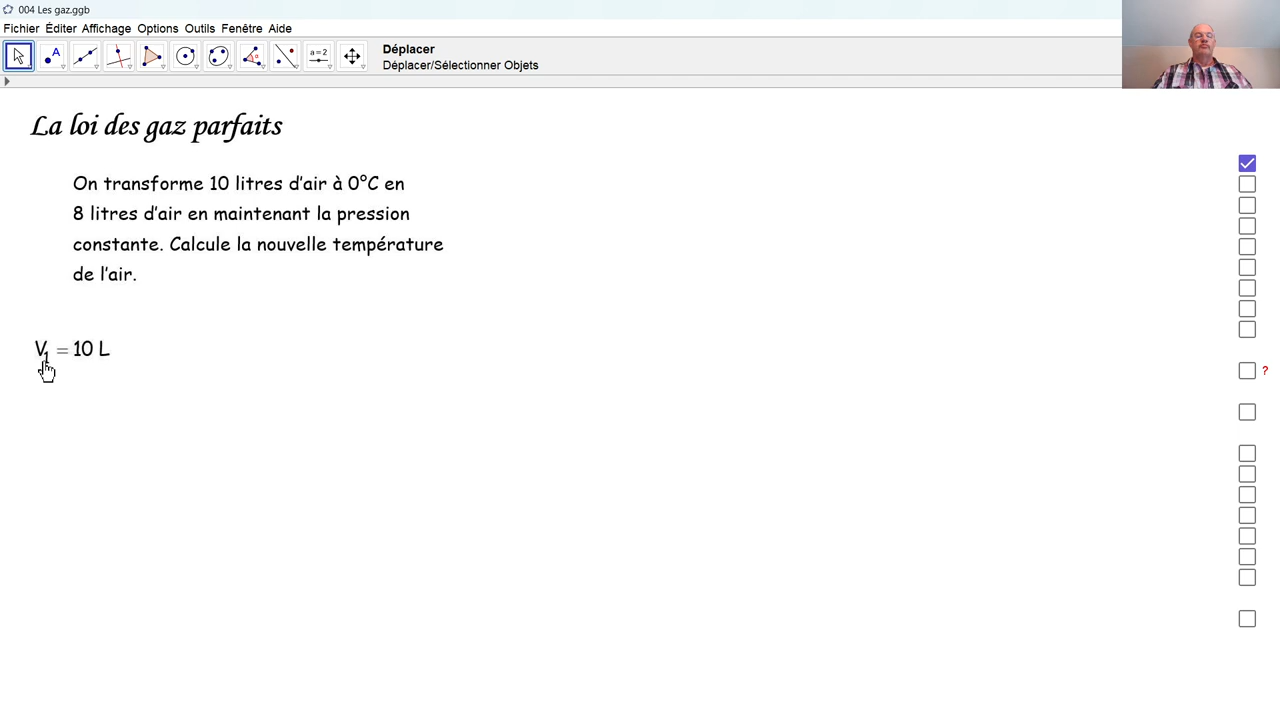 004 Les gaz.ggb
Fichier Éditer Affichage Options Outils Fenêtre Aide
A
a=2
Déplacer
Déplacer/Sélectionner Objets
La loi des gaz parfaits
On transforme 10 litres d'air à 0°C en
8 litres d'air en maintenant la pression
constante. Calcule la nouvelle température
de l'air.
V₁ = 10 L
?